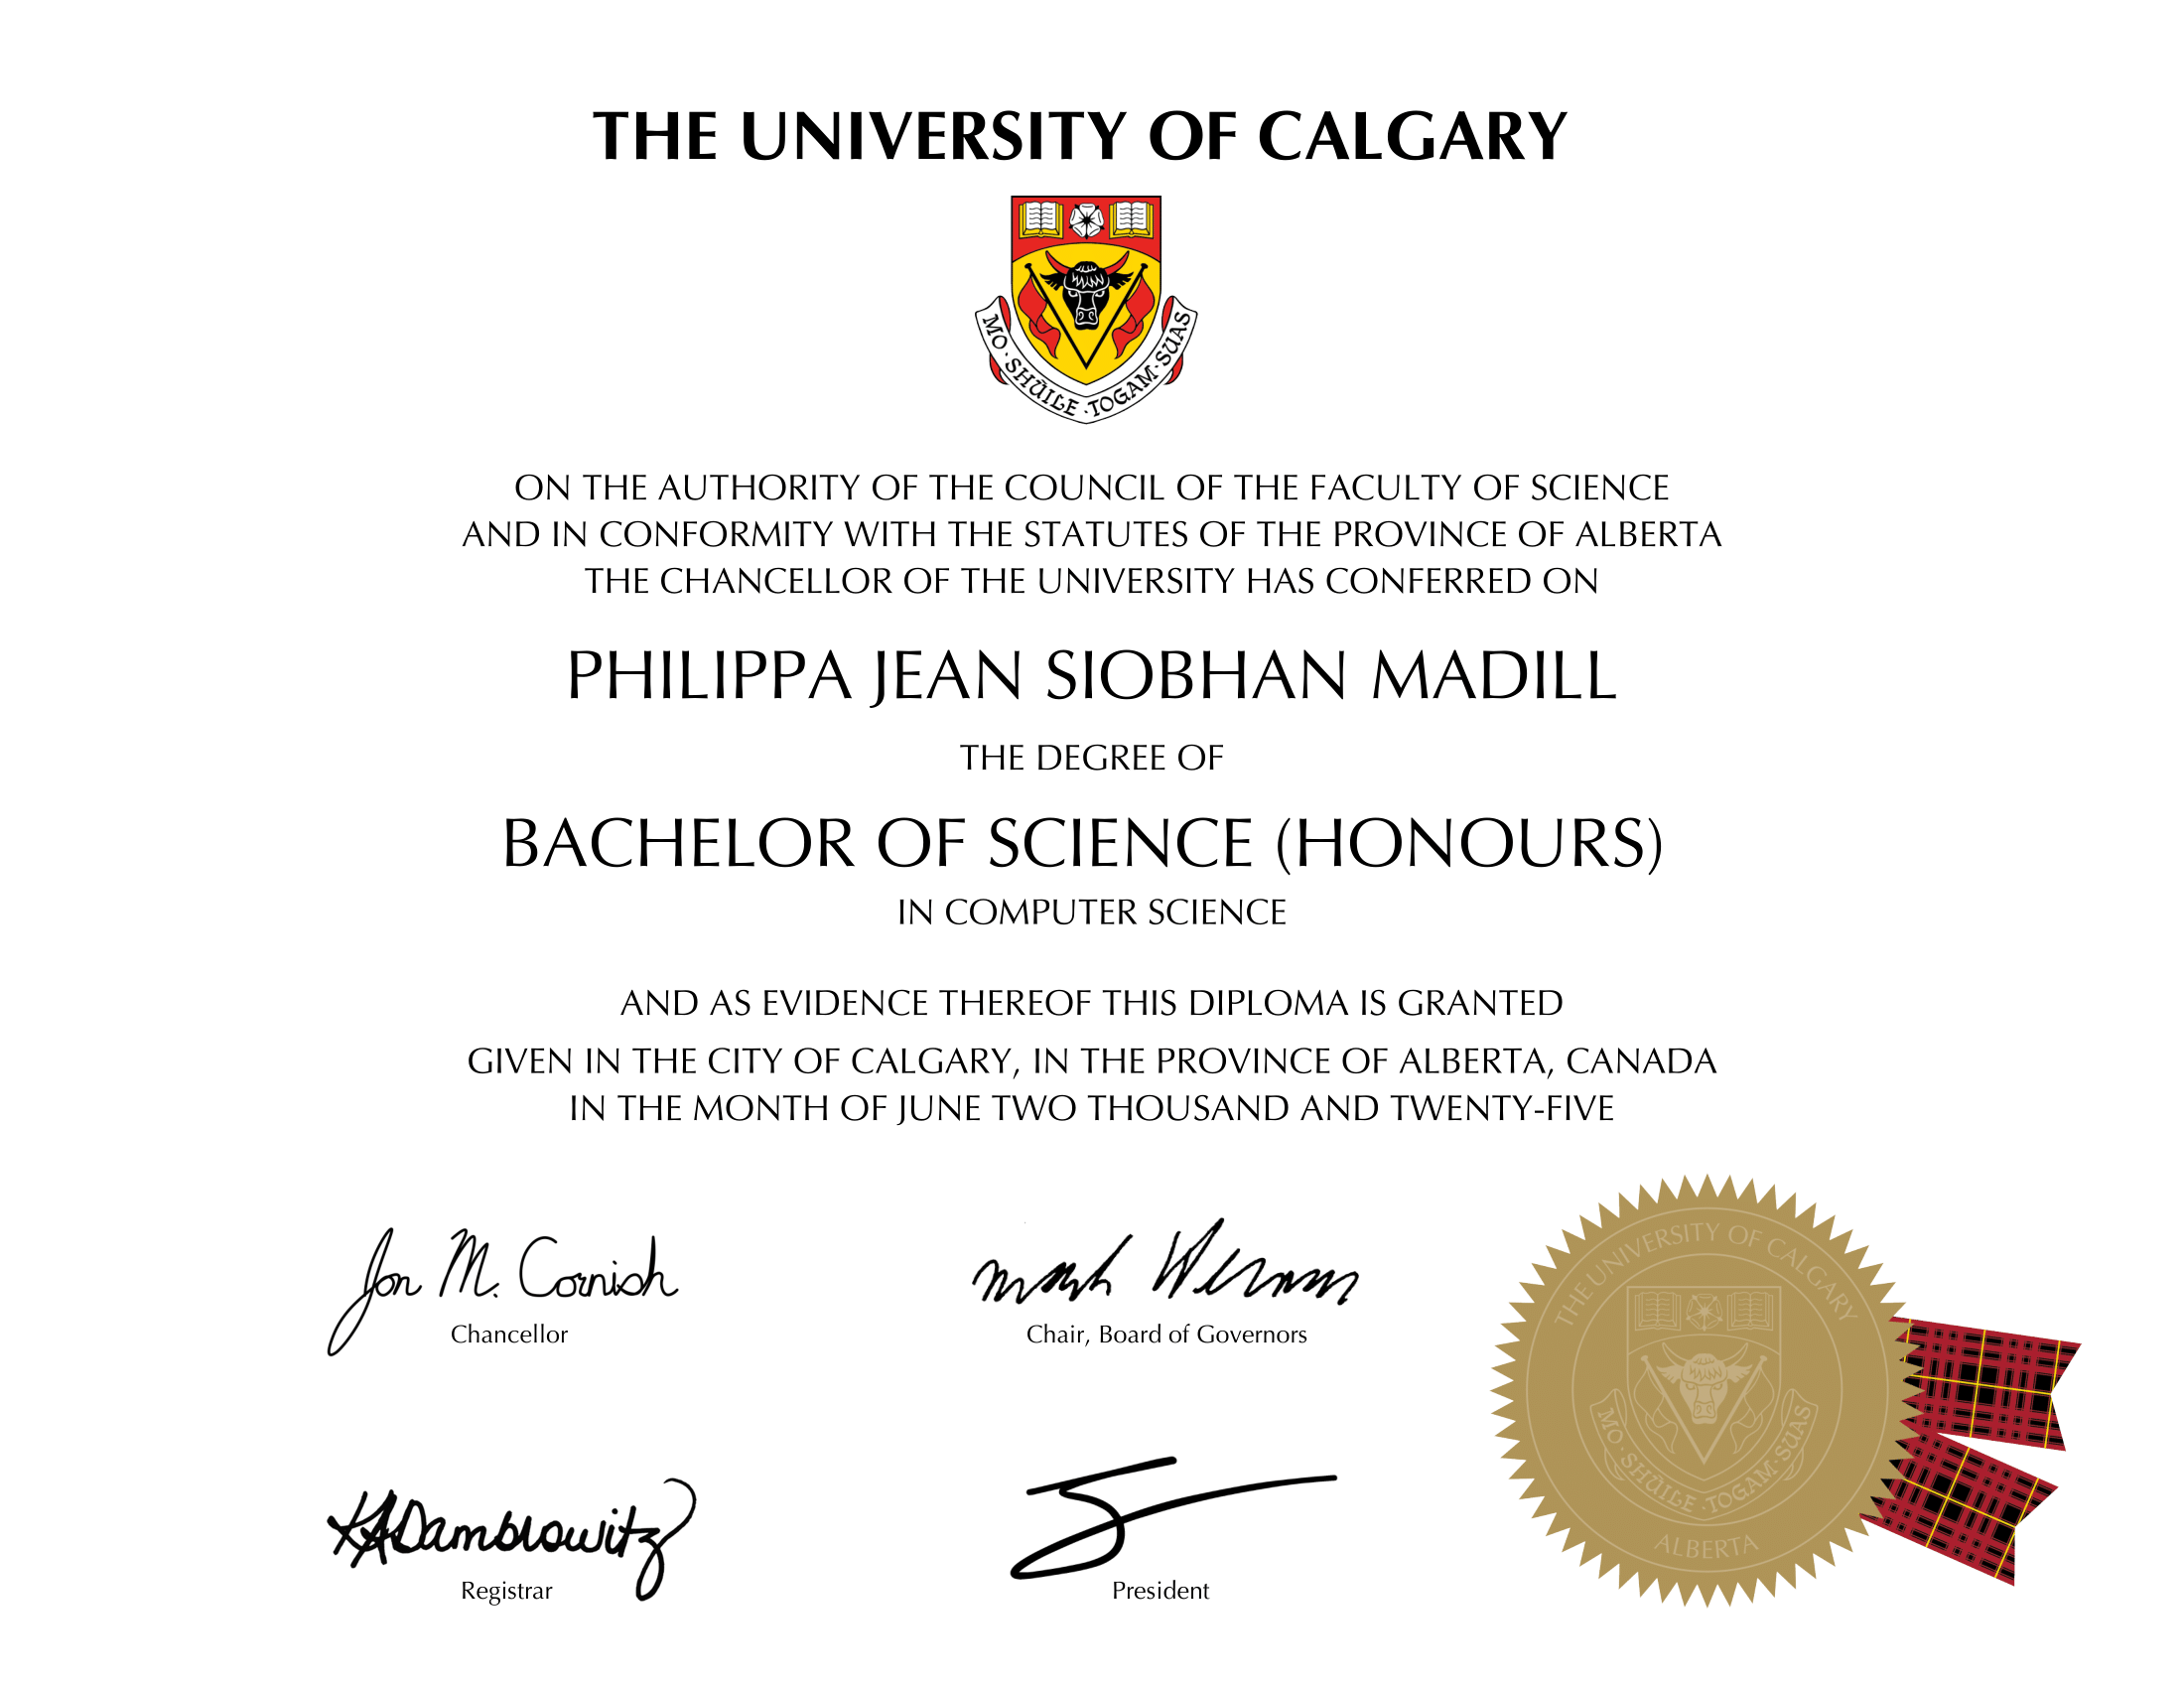 THE UNIVERSITY OF CALGARY
MO · SHÙILE · TOGAM · SUAS
ON THE AUTHORITY OF THE COUNCIL OF THE FACULTY OF SCIENCE
AND IN CONFORMITY WITH THE STATUTES OF THE PROVINCE OF ALBERTA
THE CHANCELLOR OF THE UNIVERSITY HAS CONFERRED ON
PHILIPPA JEAN SIOBHAN MADILL
THE DEGREE OF
BACHELOR OF SCIENCE (HONOURS)
IN COMPUTER SCIENCE
AND AS EVIDENCE THEREOF THIS DIPLOMA IS GRANTED
GIVEN IN THE CITY OF CALGARY, IN THE PROVINCE OF ALBERTA, CANADA
IN THE MONTH OF JUNE TWO THOUSAND AND TWENTY-FIVE
Jon M. Cornish
Chancellor
Mark
Chair, Board of Governors
KADambrowitz
Registrar
President
THE UNIVERSITY OF CALGARY
MO · SHÙILE · TOGAM · SUAS
ALBERTA